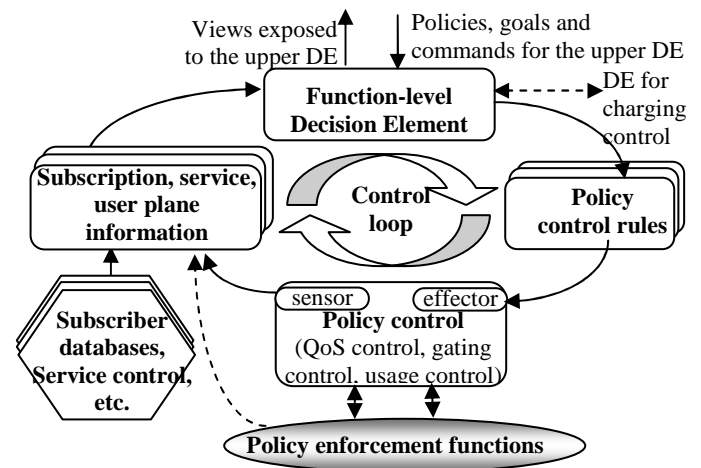 Views exposed
to the upper DE
Policies, goals and
commands for the upper DE
Function-level
Decision Element
DE for
charging
control
Subscription, service,
user plane
information
Control
loop
Policy
control rules
sensor
effector
Policy control
(QoS control, gating
control, usage control)
Subscriber
databases,
Service control,
etc.
Policy enforcement functions